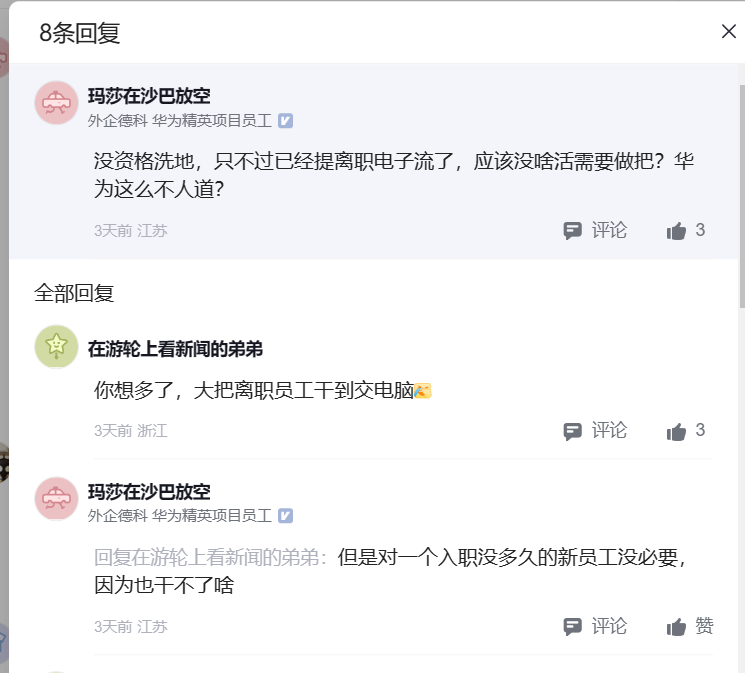 8条回复
玛莎在沙巴放空
外企德科 华为精英项目员工
没资格洗地，只不过已经提离职电子流了，应该没啥活需要做把？华
为这么不人道？
3天前 江苏
评论
3
全部回复
在游轮上看新闻的弟弟
你想多了，大把离职员工干到交电脑
3天前 浙江
评论
3
玛莎在沙巴放空
外企德科 华为精英项目员工
回复在游轮上看新闻的弟弟：但是对一个入职没多久的新员工没必要，
因为也干不了啥
3天前 江苏
评论
赞